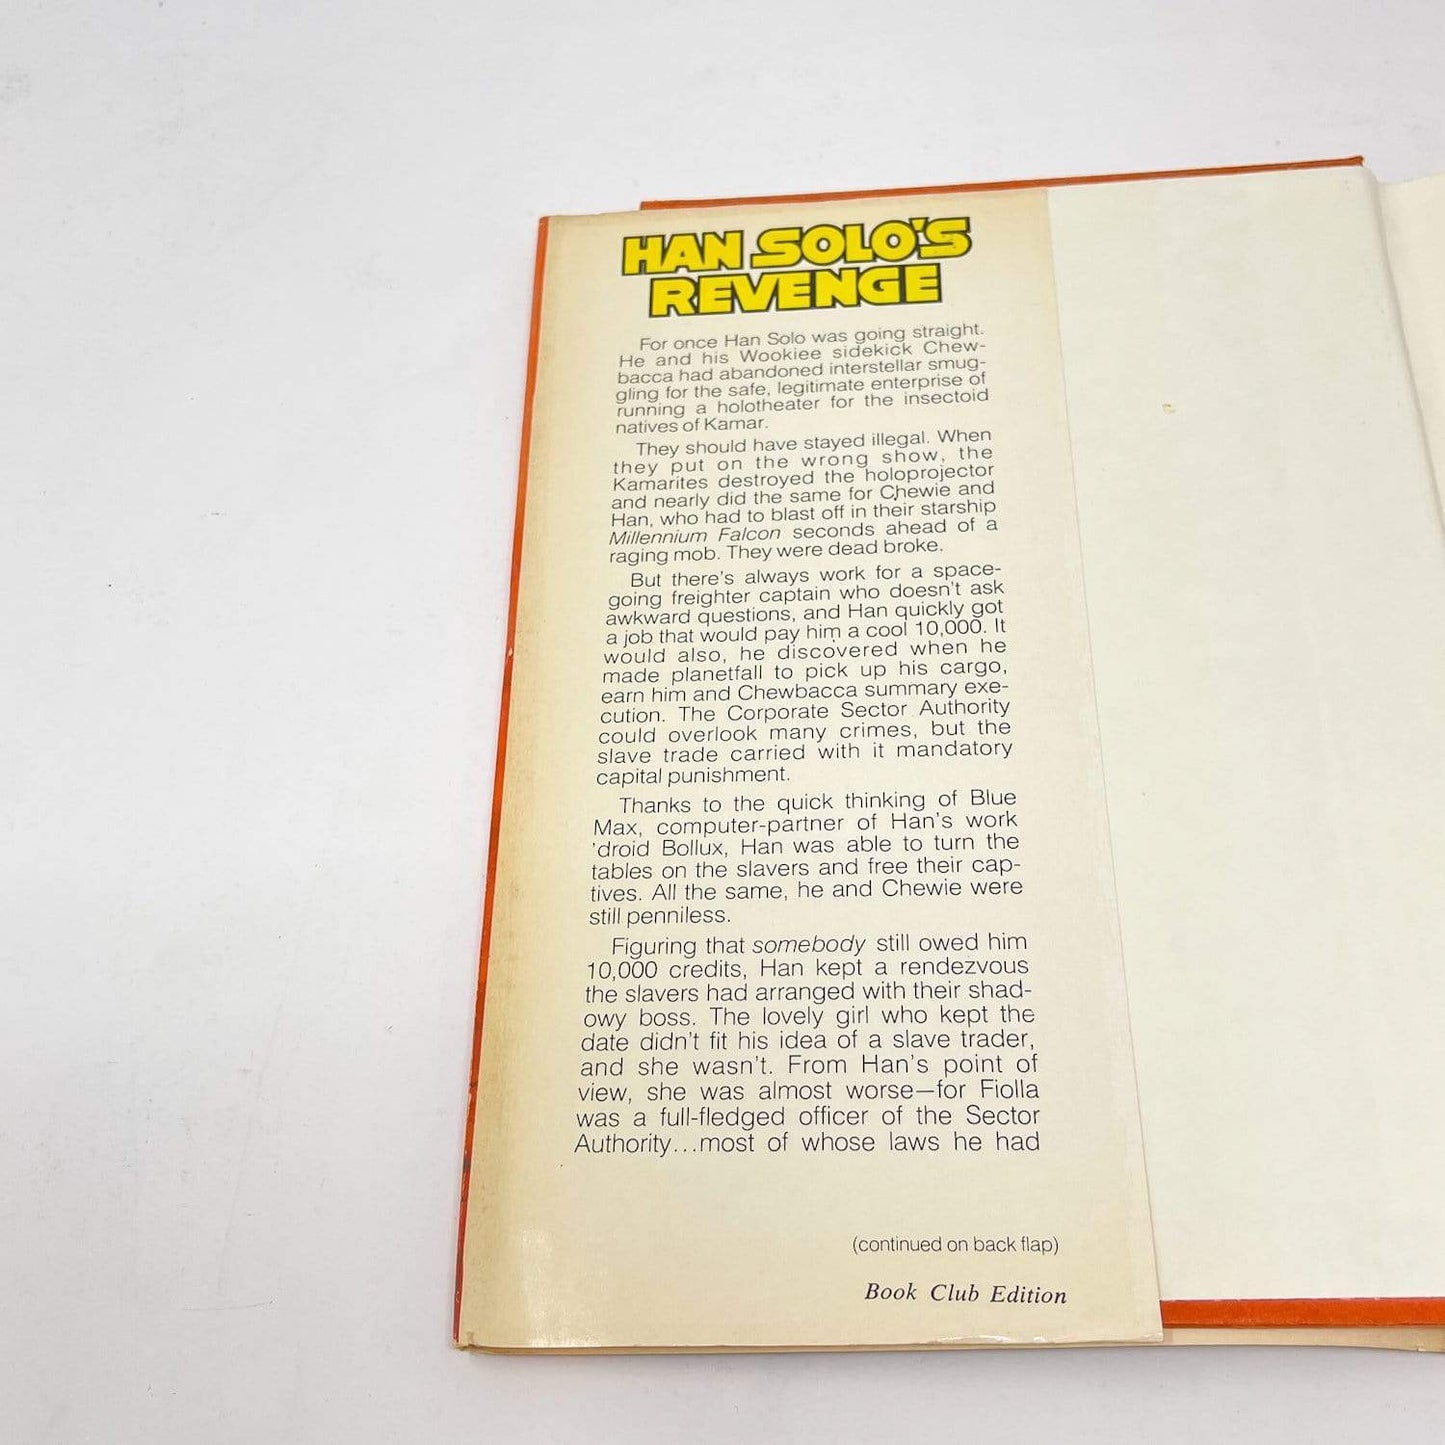 HAN SOLO'S
REVENGE
For once Han Solo was going straight.
He and his Wookiee sidekick Chew-
bacca had abandoned interstellar smug-
gling for the safe, legitimate enterprise of
running a holotheater for the insectoid
natives of Kamar.
They should have stayed illegal. When
they put on the wrong show, the
Kamarites destroyed the holoprojector
and nearly did the same for Chewie and
Han, who had to blast off in their starship
Millennium Falcon seconds ahead of a
raging mob. They were dead broke.
But there's always work for a space-
going freighter captain who doesn't ask
awkward questions, and Han quickly got
a job that would pay him a cool 10,000. It
would also, he discovered when he
made planetfall to pick up his cargo,
earn him and Chewbacca summary exe-
cution. The Corporate Sector Authority
could overlook many crimes, but the
slave trade carried with it mandatory
capital punishment.
Thanks to the quick thinking of Blue
Max, computer-partner of Han's work
'droid Bollux, Han was able to turn the
tables on the slavers and free their cap-
tives. All the same, he and Chewie were
still penniless.
Figuring that somebody still owed him
10,000 credits, Han kept a rendezvous
the slavers had arranged with their shad-
owy boss. The lovely girl who kept the
date didn't fit his idea of a slave trader,
and she wasn't. From Han's point of
view, she was almost worse—for Fiolla
was a full-fledged officer of the Sector
Authority...most of whose laws he had
(continued on back flap)
Book Club Edition